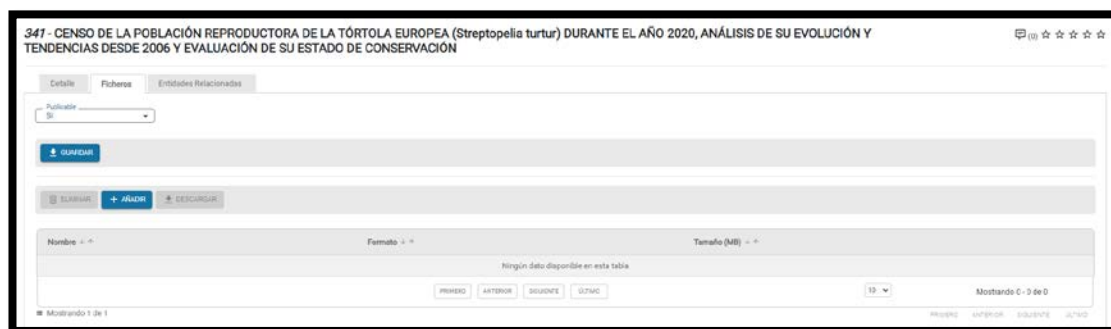 341 - CENSO DE LA POBLACIÓN REPRODUCTORA DE LA TÓRTOLA EUROPEA (Streptopelia turtur) DURANTE EL AÑO 2020, ANÁLISIS DE SU EVOLUCIÓN Y
TENDENCIAS DESDE 2006 Y EVALUACIÓN DE SU ESTADO DE CONSERVACIÓN
(0)
Detalle Ficheros Entidades Relacionadas
Publicable
Si
GUARDAR
ELIMINAR + AÑADIR DESCARGAR
Nombre Formato Tamaño (MB)
Ningún dato disponible en esta tabla
PRIMERO ANTERIOR SIGUIENTE ÚLTIMO 10 Mostrando 0 - 0 de 0
Mostrando 1 de 1 PRIMERO ANTERIOR SIGUIENTE ÚLTIMO